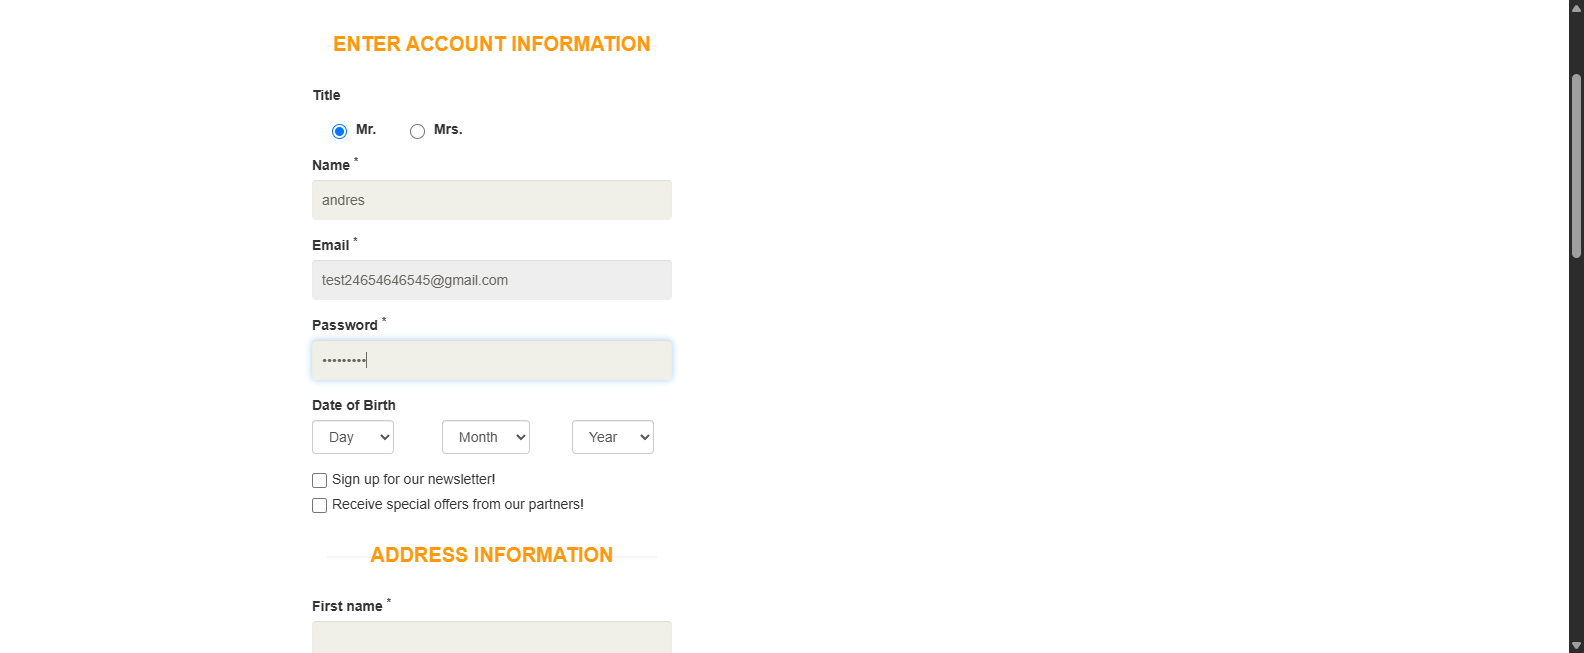 ENTER ACCOUNT INFORMATION
Title
Mr. Mrs.
Name *
andres
Email *
test24654646545@gmail.com
Password *
•••••••••
Date of Birth
Day Month Year
Sign up for our newsletter!
Receive special offers from our partners!
ADDRESS INFORMATION
First name *